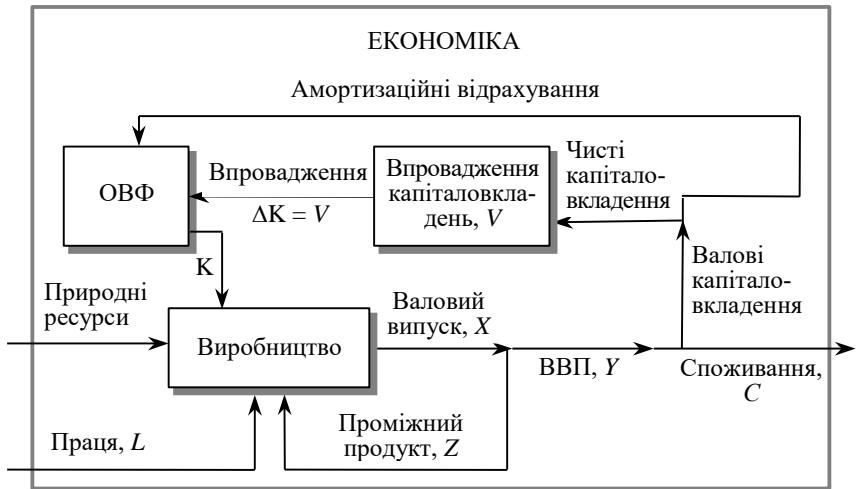 ЕКОНОМІКА
Амортизаційні відрахування
ОВФ
Впровадження
ΔK = V
Впровадження
капіталовкла-
день, V
Чисті
капітало-
вкладення
Валові
капітало-
вкладення
K
Природні
ресурси
Виробництво
Валовий
випуск, X
ВВП, Y
Споживання,
C
Проміжний
продукт, Z
Праця, L